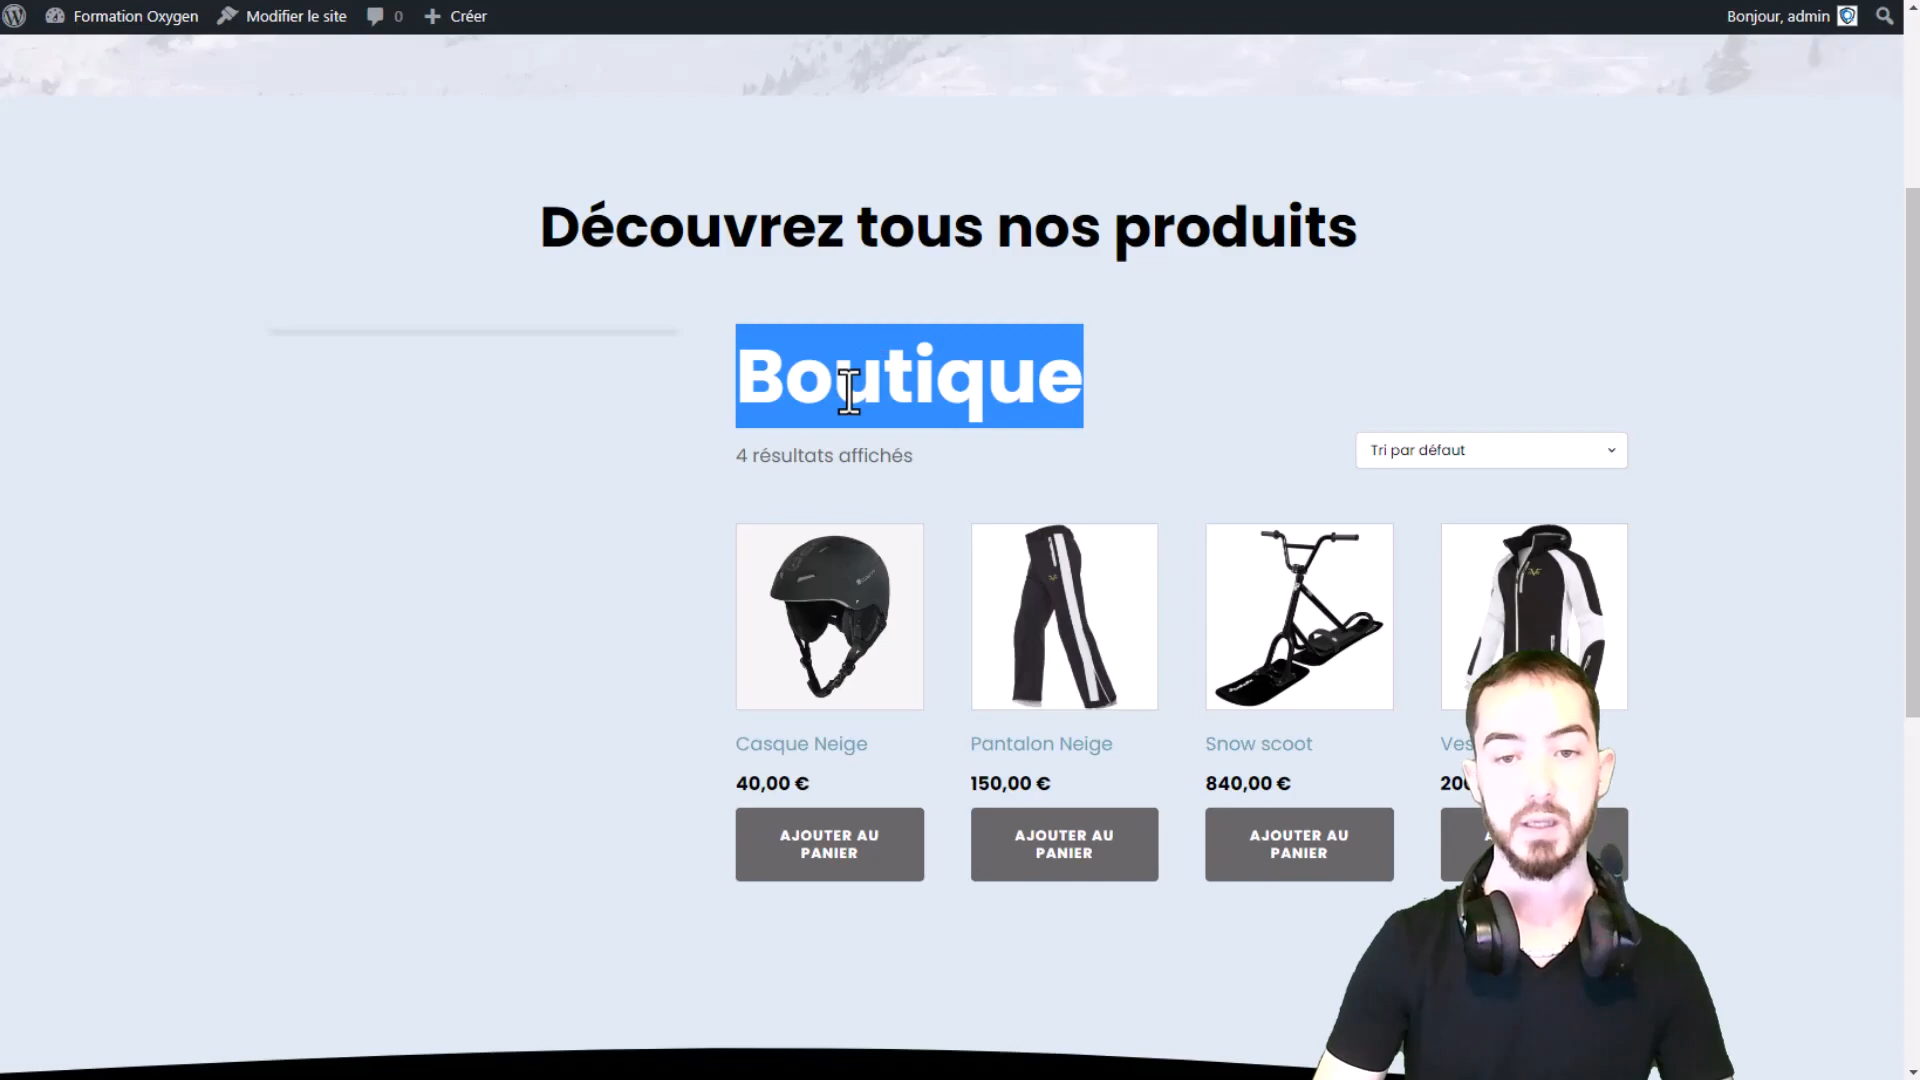 Formation Oxygen
Modifier le site
0
Créer
Bonjour, admin
Découvrez tous nos produits
Boutique
4 résultats affichés
Tri par défaut
Casque Neige
Pantalon Neige
Snow scoot
40,00 €
150,00 €
840,00 €
AJOUTER AU
PANIER
AJOUTER AU
PANIER
AJOUTER AU
PANIER